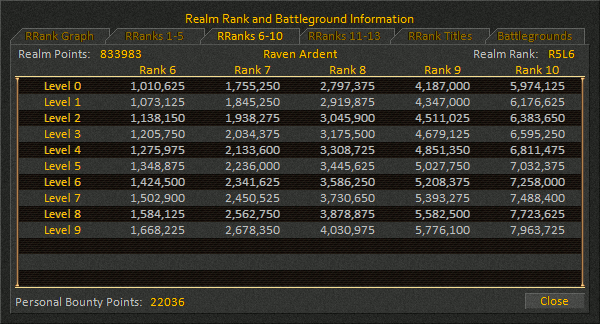 Realm Rank and Battleground Information
RRank Graph RRanks 1-5 RRanks 6-10 RRanks 11-13 RRank Titles Battlegrounds
Realm Points: 833983 Raven Ardent Realm Rank: R5L6
Rank 6 Rank 7 Rank 8 Rank 9 Rank 10
Level 0 1,010,625 1,755,250 2,797,375 4,187,000 5,974,125
Level 1 1,073,125 1,845,250 2,919,875 4,347,000 6,176,625
Level 2 1,138,150 1,938,275 3,045,900 4,511,025 6,383,650
Level 3 1,205,750 2,034,375 3,175,500 4,679,125 6,595,250
Level 4 1,275,975 2,133,600 3,308,725 4,851,350 6,811,475
Level 5 1,348,875 2,236,000 3,445,625 5,027,750 7,032,375
Level 6 1,424,500 2,341,625 3,586,250 5,208,375 7,258,000
Level 7 1,502,900 2,450,525 3,730,650 5,393,275 7,488,400
Level 8 1,584,125 2,562,750 3,878,875 5,582,500 7,723,625
Level 9 1,668,225 2,678,350 4,030,975 5,776,100 7,963,725
Personal Bounty Points: 22036 Close